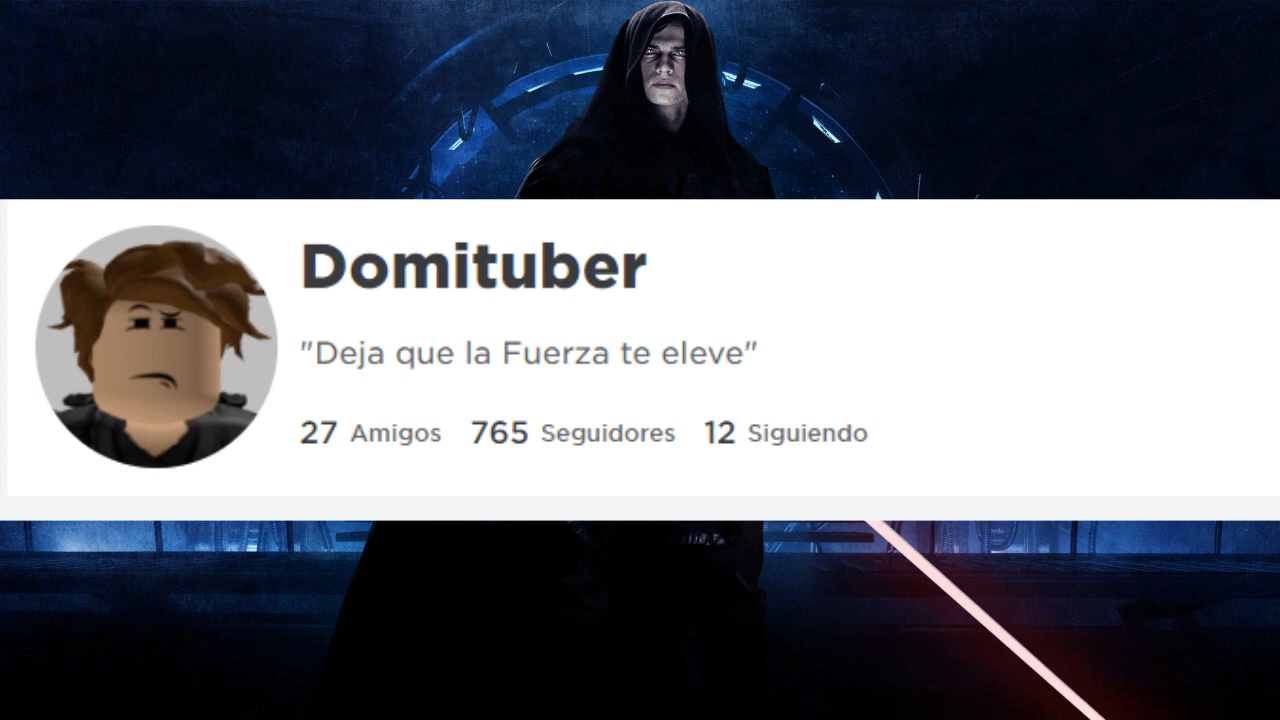 Domituber
"Deja que la Fuerza te eleve"
27 Amigos 765 Seguidores 12 Siguiendo